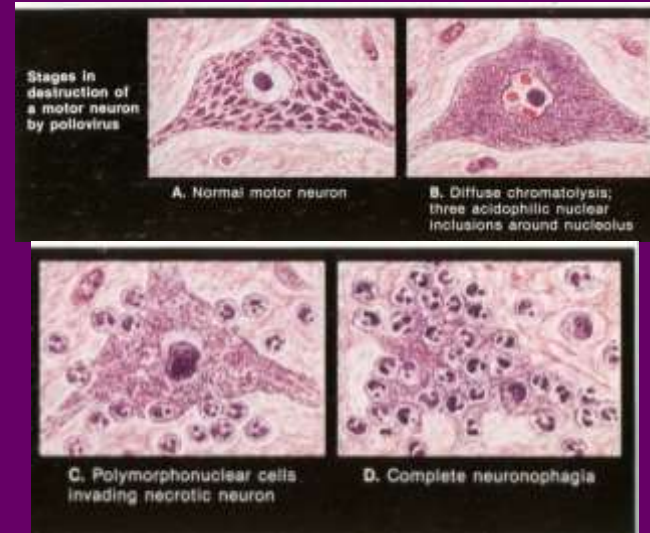 Stages in
destruction of
a motor neuron
by poliovirus
A. Normal motor neuron
B. Diffuse chromatolysis;
three acidophilic nuclear
inclusions around nucleolus
C. Polymorphonuclear cells
invading necrotic neuron
D. Complete neuronophagia